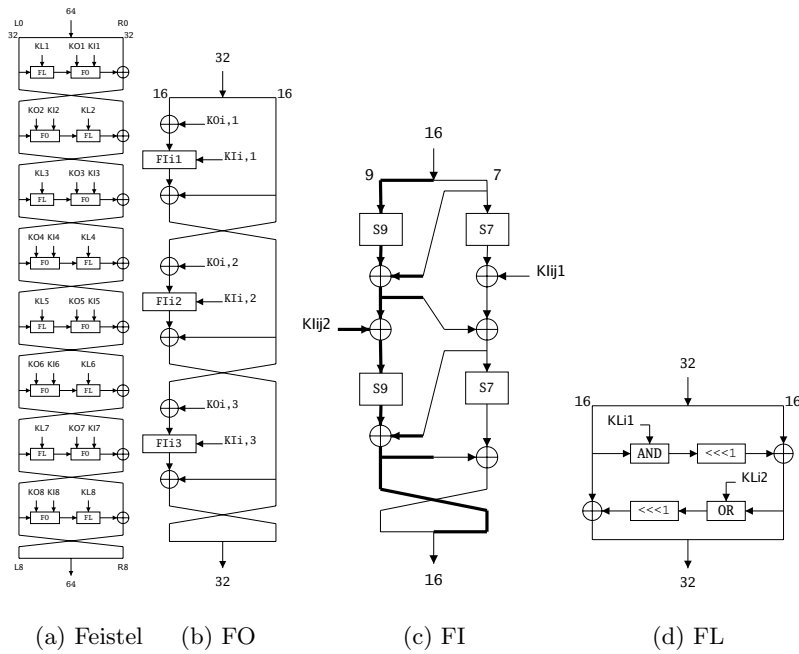 L0 64 R0
32 32
KL1 KO1 KI1
FL FO
KO2 KI2 KL2
FO FL
KL3 KO3 KI3
FL FO
KO4 KI4 KL4
FO FL
KL5 KO5 KI5
FL FO
KO6 KI6 KL6
FO FL
KL7 KO7 KI7
FL FO
KO8 KI8 KL8
FO FL
L8 R8
64
(a) Feistel
32
16 16
KOi,1
FIi1 KIi,1
KOi,2
FIi2 KIi,2
KOi,3
FIi3 KIi,3
32
(b) FO
16
9 7
S9 S7
KIij1
KIij2
S9 S7
16
(c) FI
32
16 16
KLi1
AND <<<1
KLi2
<<<1 OR
32
(d) FL